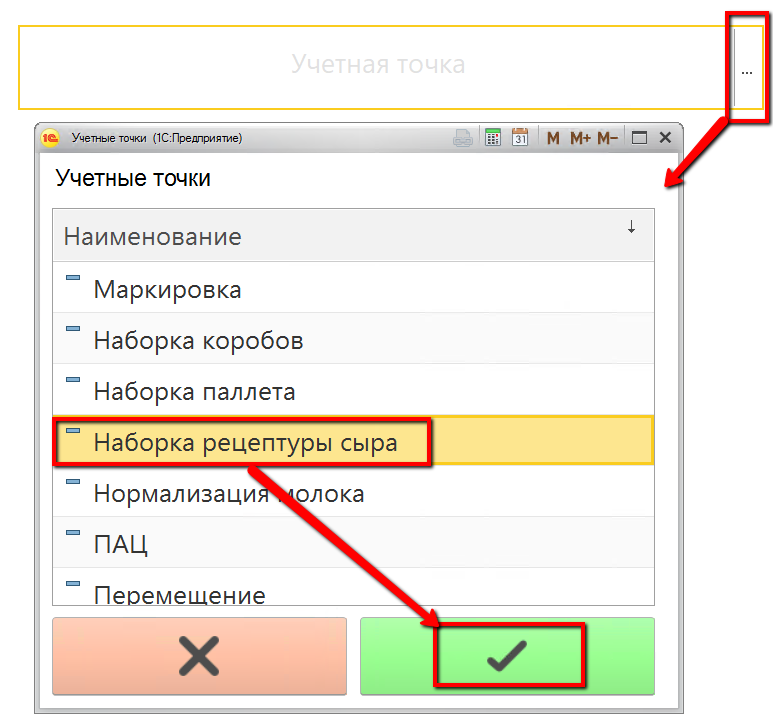 Учетная точка
...
1С Учетные точки (1С:Предприятие) 31 M M+ M-
Учетные точки
Наименование
Маркировка
Наборка коробов
Наборка паллета
Наборка рецептуры сыра
Нормализация молока
ПАЦ
Перемещение